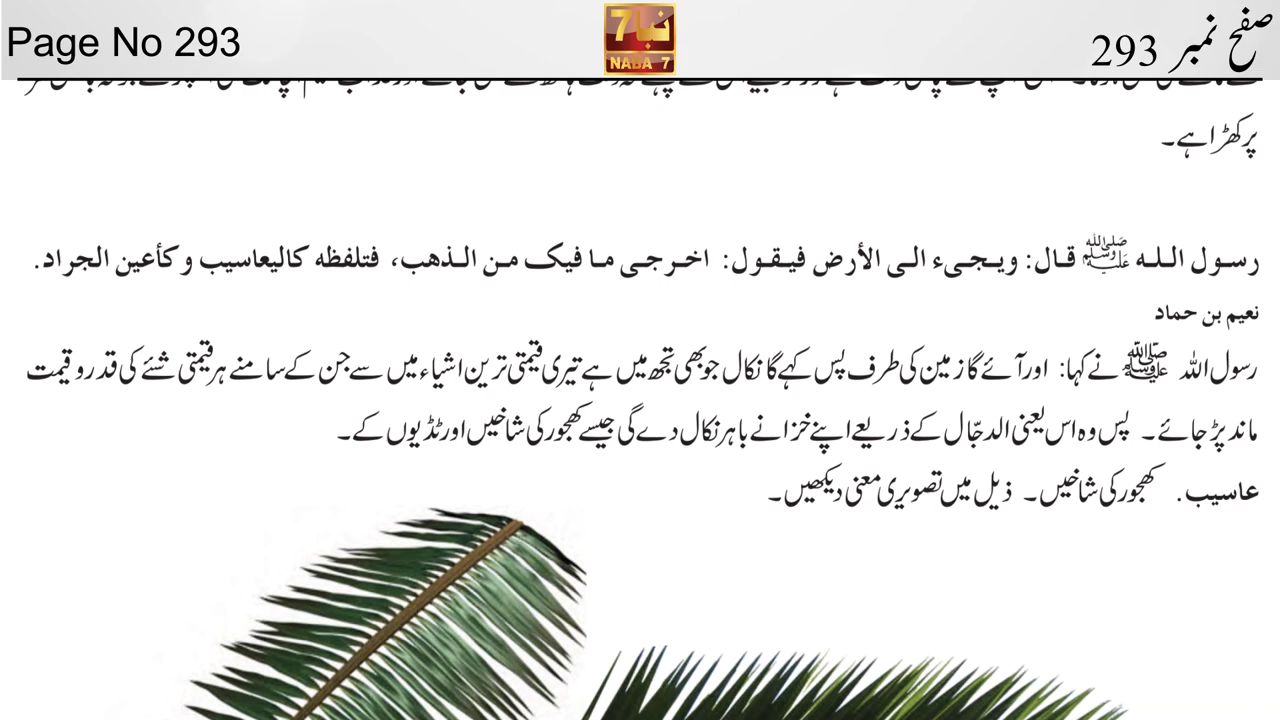 Page No 293
نبا 7
NABA 7
صفح نمبر 293
پر کھڑا ہے۔
رسول اللہ ﷺ قال: ویجیء الی الأرض فیقول: اخرجی ما فیک من الذهب، فتلفظه کالیعاسیب و کأعین الجراد.
نعیم بن حماد
رسول اللہ ﷺ نے کہا: اور آئے گا زمین کی طرف پس کہے گا نکال جو بھی تجھ میں ہے تیری قیمتی ترین اشیاء میں سے جن کے سامنے ہر قیمتی شئے کی قدر و قیمت
ماند پڑ جائے۔ پس وہ اس یعنی الدجّال کے ذریعے اپنے خزانے باہر نکال دے گی جیسے کھجور کی شاخیں اور ٹڈیوں کے۔
عاسیب. کھجور کی شاخیں۔ ذیل میں تصویری معنی دیکھیں۔